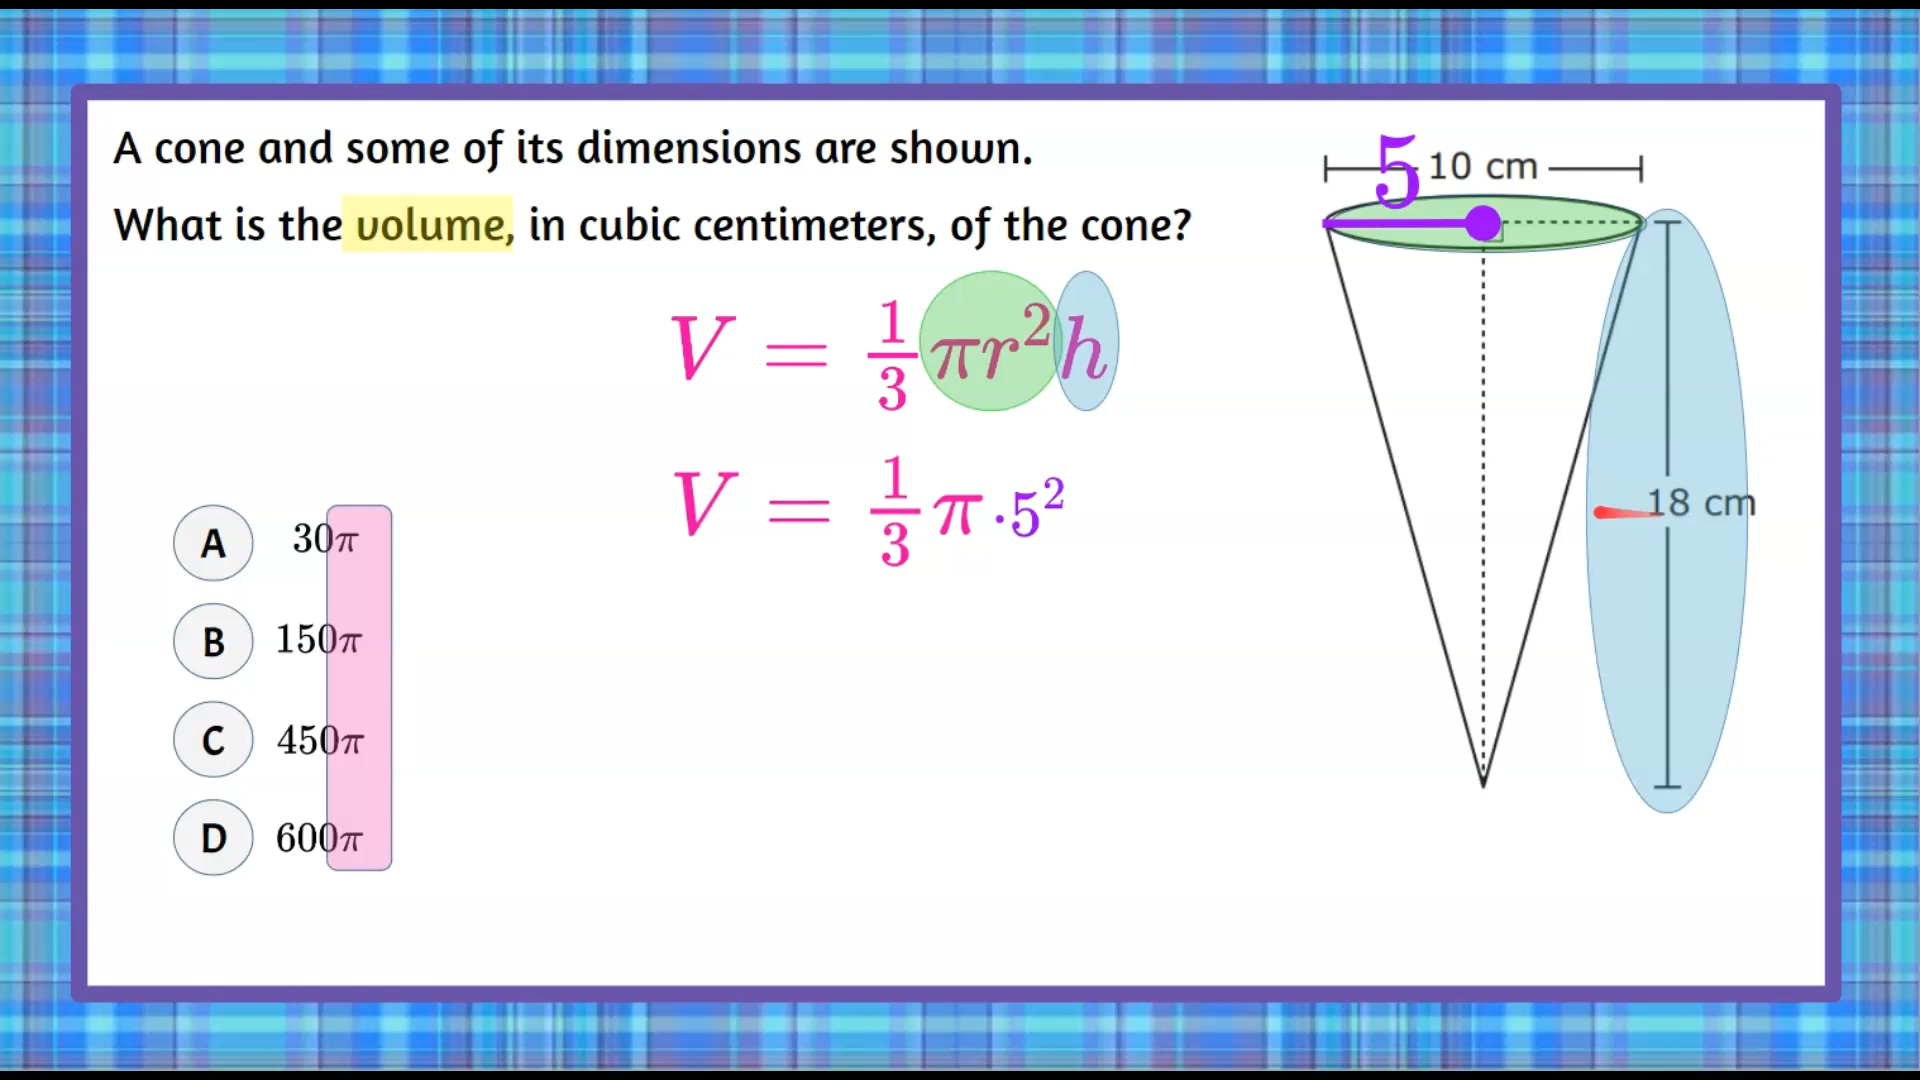 A cone and some of its dimensions are shown.
What is the volume, in cubic centimeters, of the cone?
V = 1/3 πr²h
V = 1/3 π · 5²
A 30π
B 150π
C 450π
D 600π
5
10 cm
18 cm